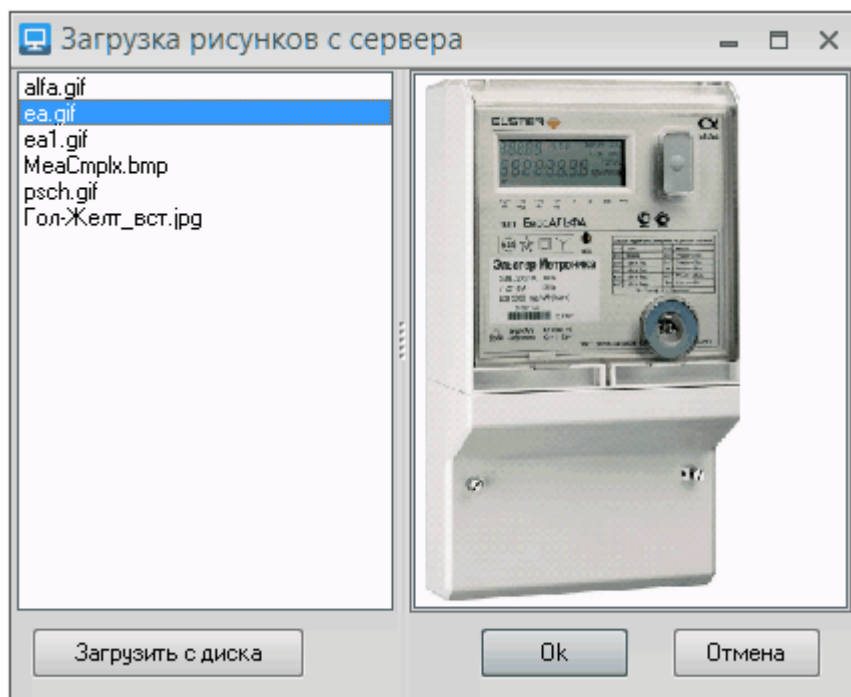 Загрузка рисунков с сервера
alfa.gif
ea.gif
ea1.gif
MeaCmplx.bmp
psch.gif
Гол-Желт_вст.jpg
ELSTER
ЕвроАЛЬФА
Эльстер Метроника
Загрузить с диска
Ok
Отмена